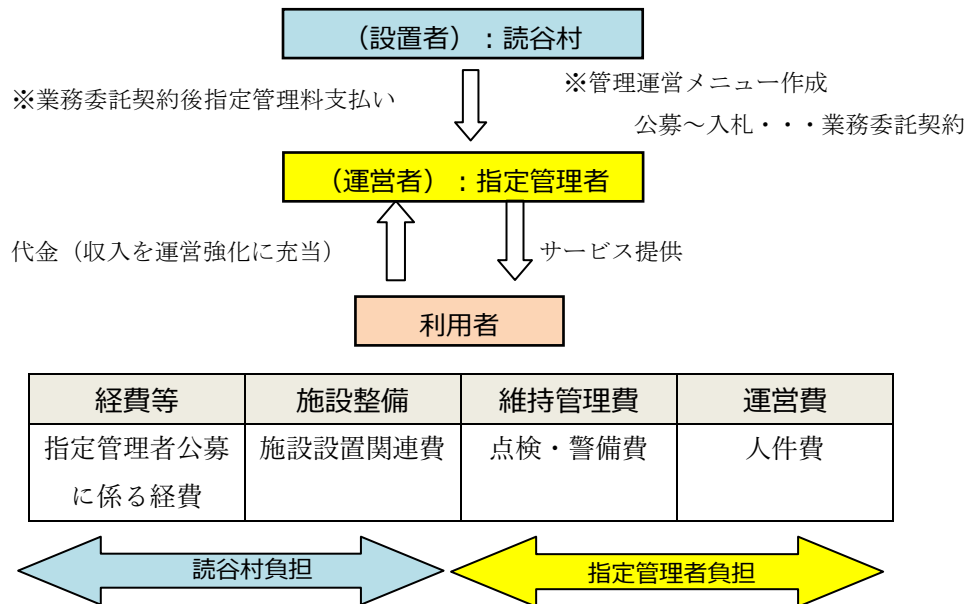 （設置者）：読谷村
※業務委託契約後指定管理料支払い
※管理運営メニュー作成
公募～入札・・・業務委託契約
（運営者）：指定管理者
代金（収入を運営強化に充当）
サービス提供
利用者
経費等 施設整備 維持管理費 運営費
指定管理者公募 施設設置関連費 点検・警備費 人件費
に係る経費
読谷村負担
指定管理者負担